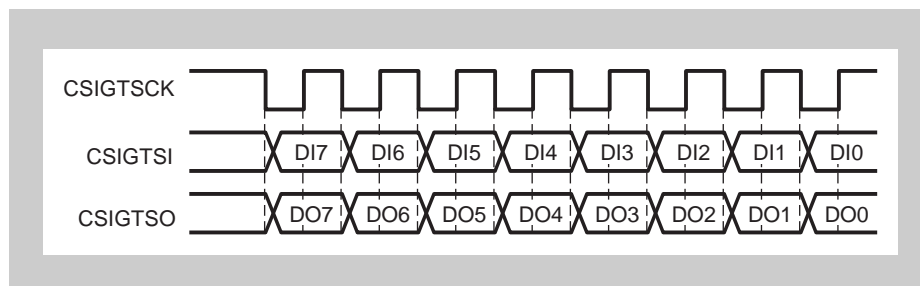 CSIGTSCK
CSIGTSI DI7 DI6 DI5 DI4 DI3 DI2 DI1 DI0
CSIGTSO DO7 DO6 DO5 DO4 DO3 DO2 DO1 DO0